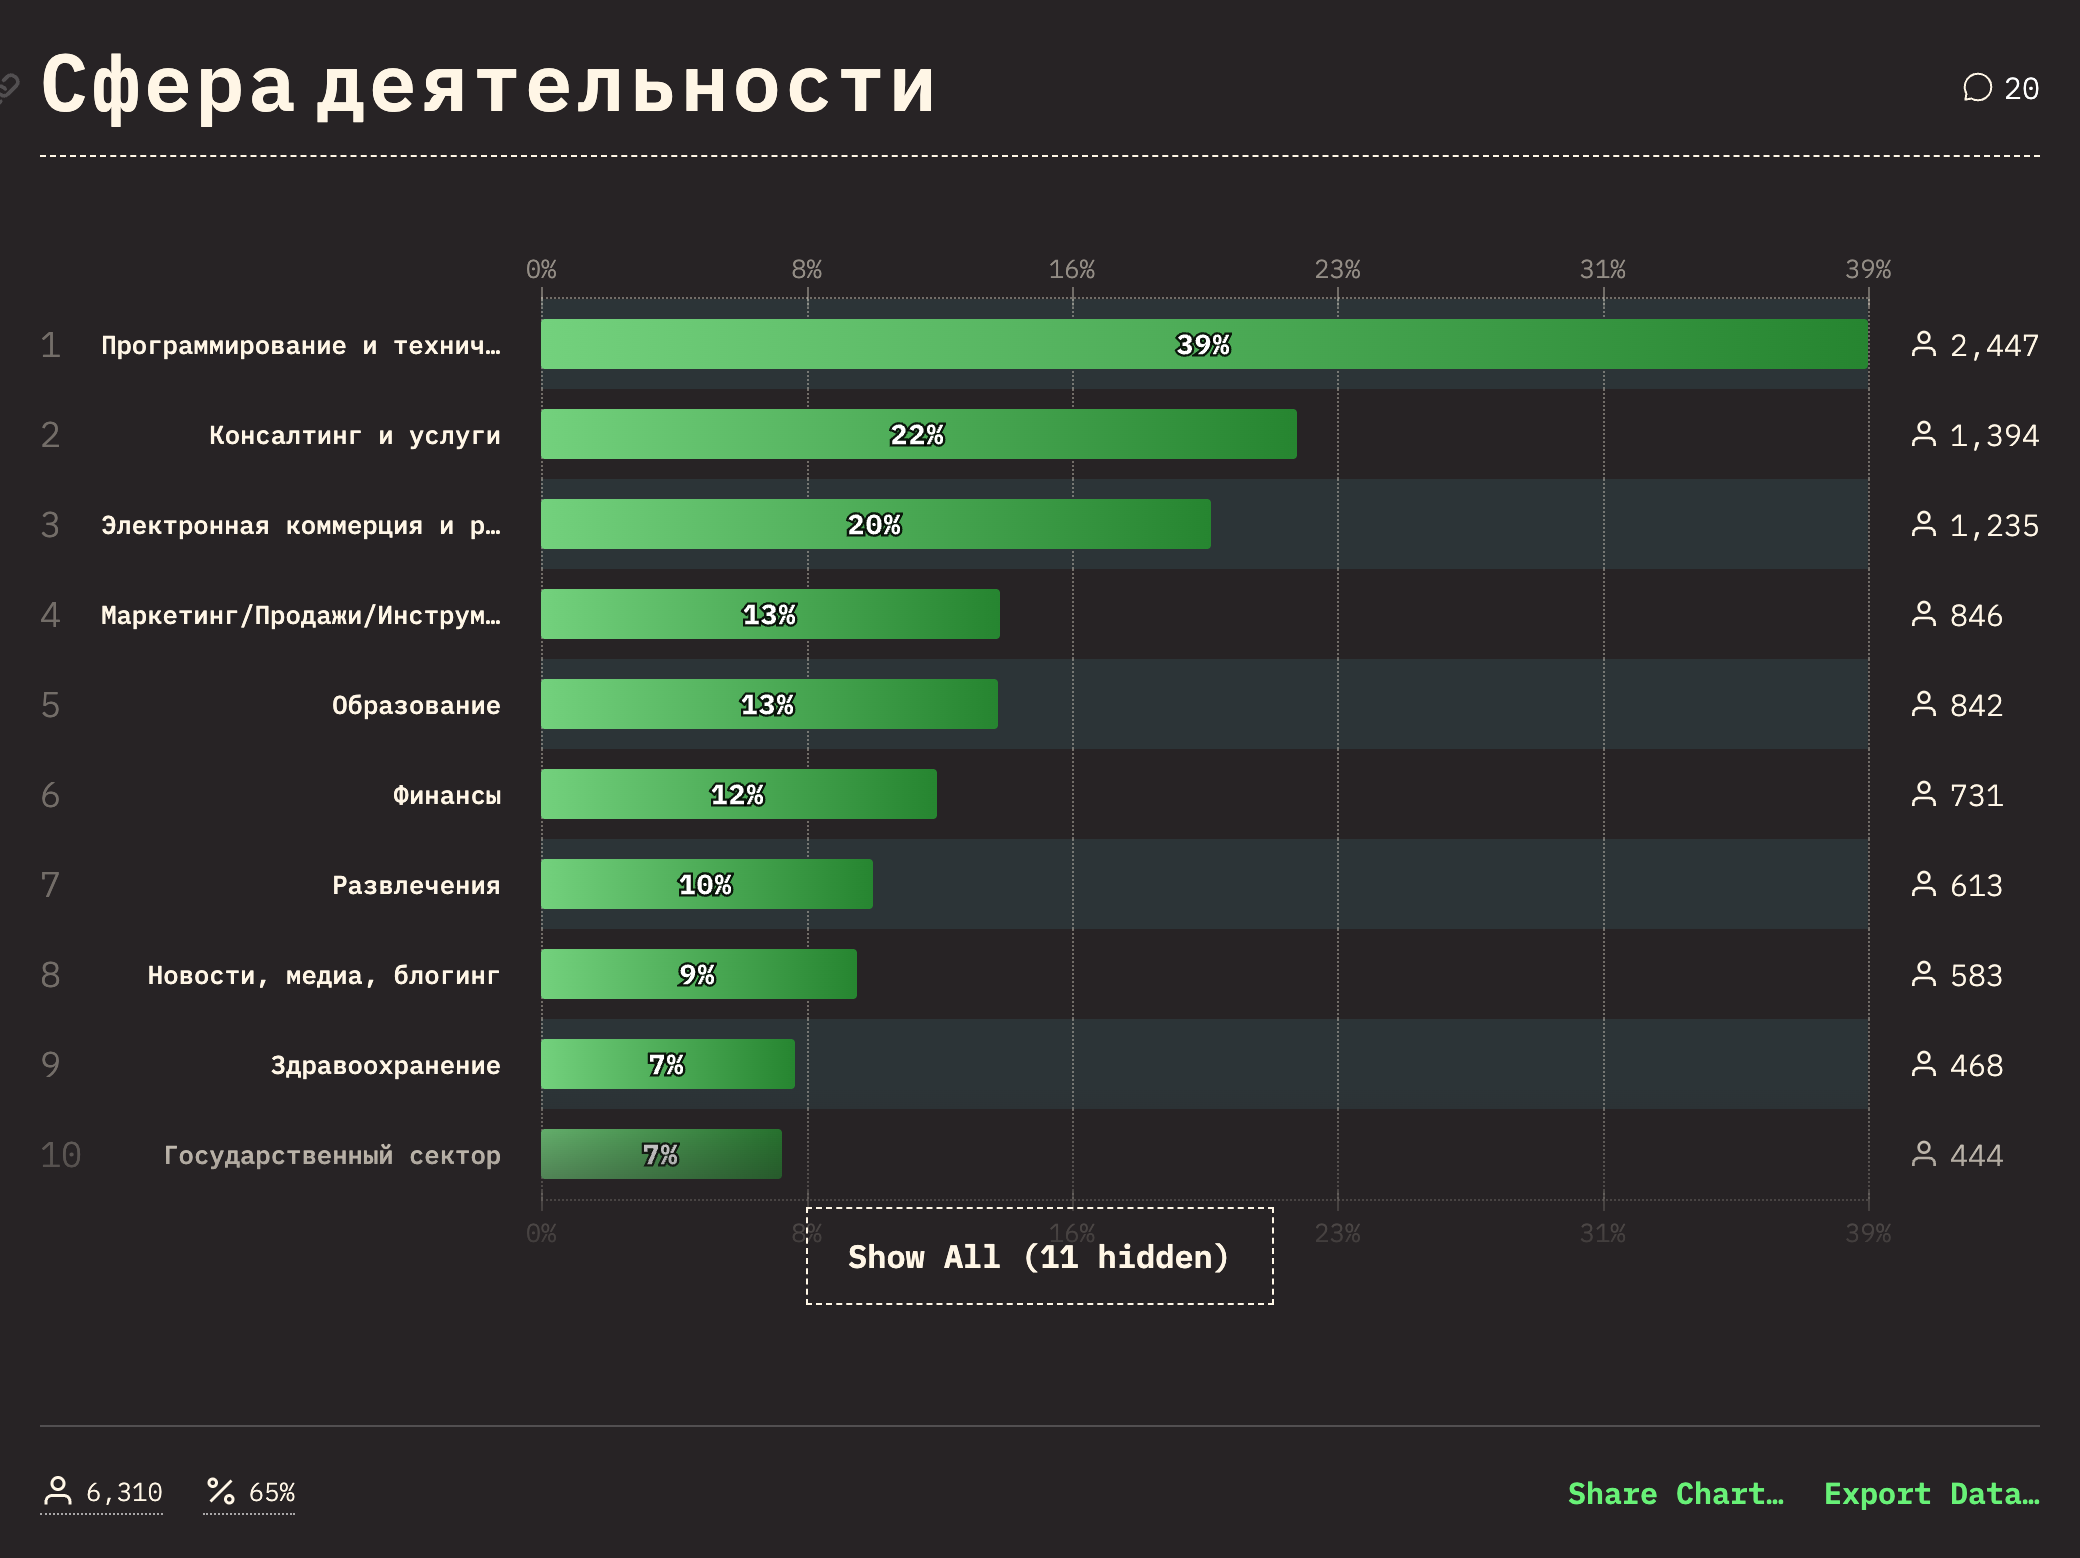 Сфера деятельности
20
0% 8% 16% 23% 31% 39%
1 Программирование и технич… 39% 2,447
2 Консалтинг и услуги 22% 1,394
3 Электронная коммерция и р… 20% 1,235
4 Маркетинг/Продажи/Инструм… 13% 846
5 Образование 13% 842
6 Финансы 12% 731
7 Развлечения 10% 613
8 Новости, медиа, блогинг 9% 583
9 Здравоохранение 7% 468
10 Государственный сектор 7% 444
0% 8% 16% 23% 31% 39%
Show All (11 hidden)
6,310 % 65% Share Chart… Export Data…